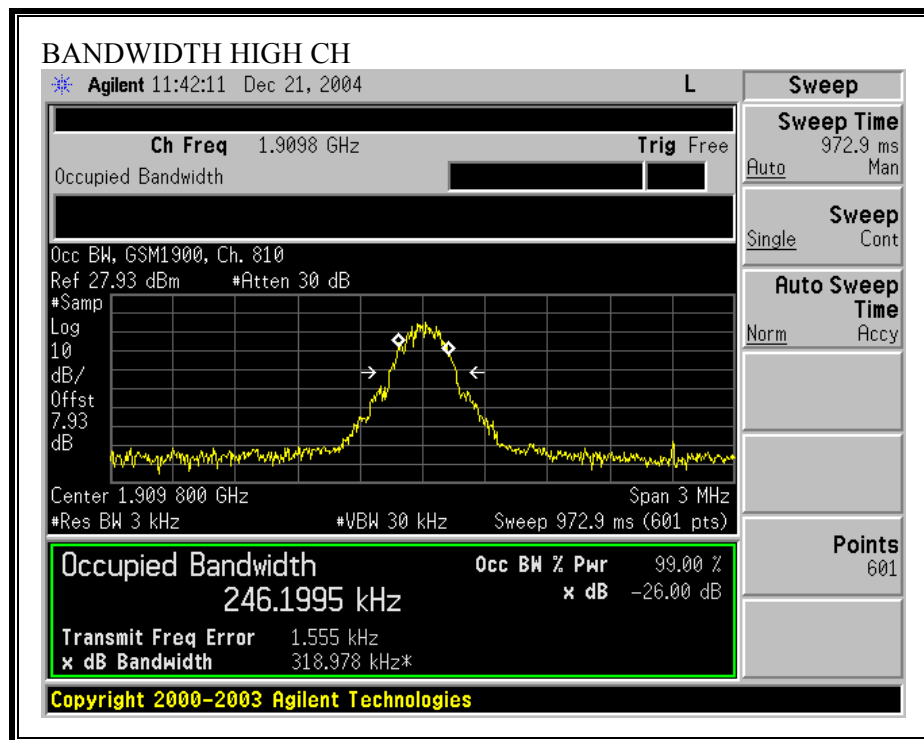 BANDWIDTH HIGH CH
Agilent 11:42:11 Dec 21, 2004 L
Sweep
Ch Freq 1.9098 GHz Trig Free
Occupied Bandwidth
Sweep Time
972.9 ms
Auto Man
Sweep
Single Cont
Auto Sweep
Time
Norm Accy
Points
601
Occ BW, GSM1900, Ch. 810
Ref 27.93 dBm #Atten 30 dB
#Samp
Log
10
dB/
Offst
7.93
dB
Center 1.909 800 GHz Span 3 MHz
#Res BW 3 kHz #VBW 30 kHz Sweep 972.9 ms (601 pts)
Occupied Bandwidth
246.1995 kHz
Occ BW % Pwr 99.00 %
x dB -26.00 dB
Transmit Freq Error 1.555 kHz
x dB Bandwidth 318.978 kHz*
Copyright 2000-2003 Agilent Technologies